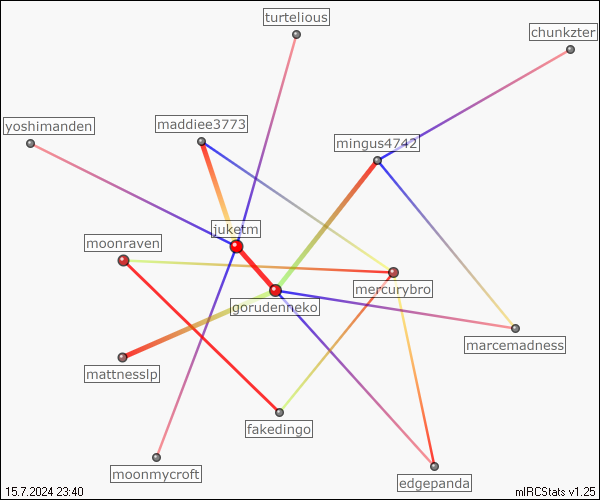 turtelious
chunkzter
yoshimanden
maddiee3773
mingus4742
juketm
moonraven
mercurybro
gorudenneko
marcemadness
mattnesslp
fakedingo
moonmycroft
edgepanda
15.7.2024 23:40
mIRCStats v1.25